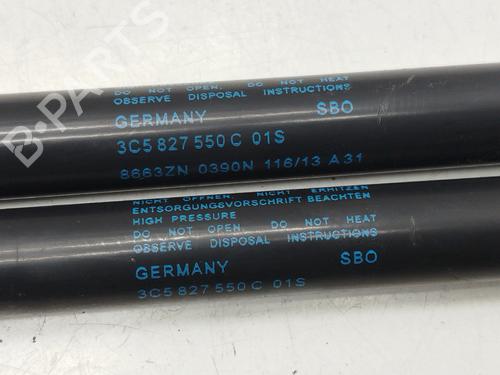 DO NOT OPEN. DO NOT HEAT
OBSERVE DISPOSAL INSTRUCTIONS
GERMANY SBO
3C5 827 550 C 01S
8663ZN 0390N 116/13 A31
NICHT ÖFFNEN. NICHT ERHITZEN
ENTSORGUNGSVORSCHRIFT BEACHTEN
HIGH PRESSURE
DO NOT OPEN. DO NOT HEAT
OBSERVE DISPOSAL INSTRUCTIONS
GERMANY SBO
3C5 827 550 C 01S
B-PARTS